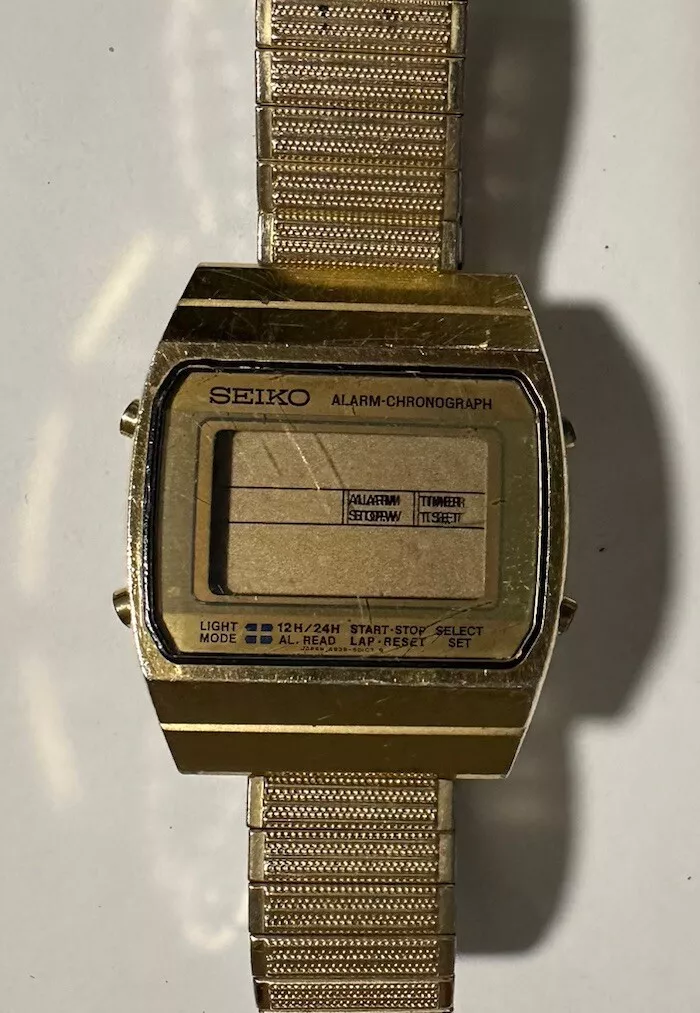 SEIKO ALARM-CHRONOGRAPH
ALARM TIMER
STOPW T.SET
LIGHT 12H/24H START·STOP SELECT
MODE AL. READ LAP·RESET SET
JAPAN